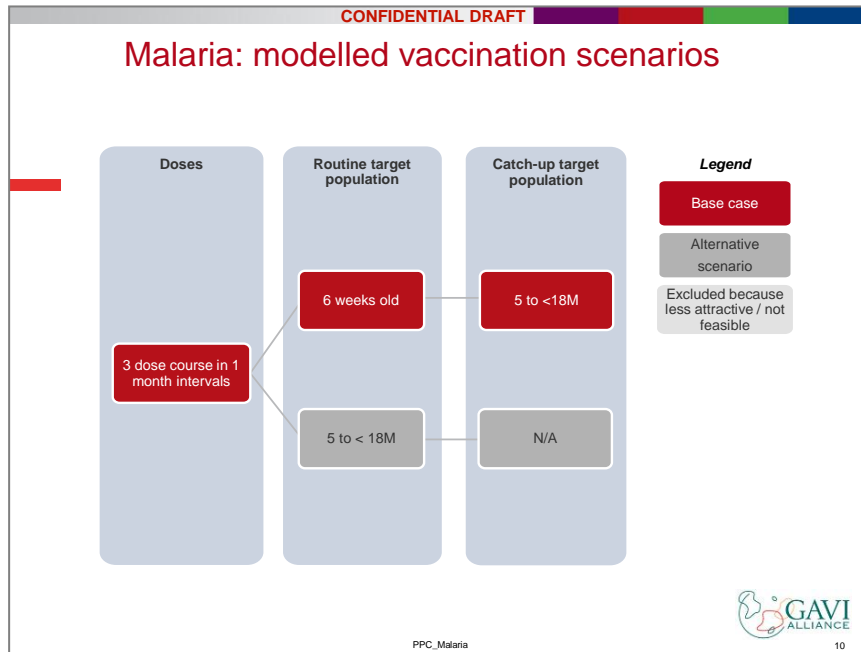 CONFIDENTIAL DRAFT
Malaria: modelled vaccination scenarios
Doses
Routine target
population
Catch-up target
population
Legend
Base case
Alternative
scenario
Excluded because
less attractive / not
feasible
6 weeks old
5 to <18M
3 dose course in 1
month intervals
5 to < 18M
N/A
GAVI
ALLIANCE
PPC_Malaria
10